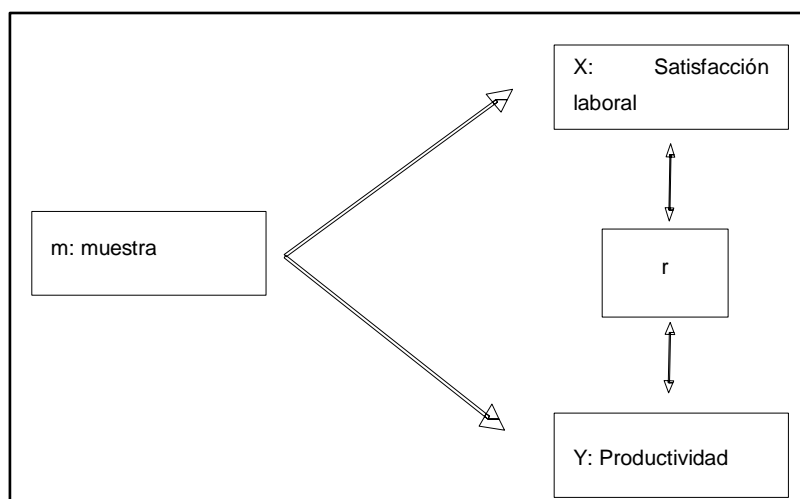 X: Satisfacción
laboral
m: muestra
r
Y: Productividad